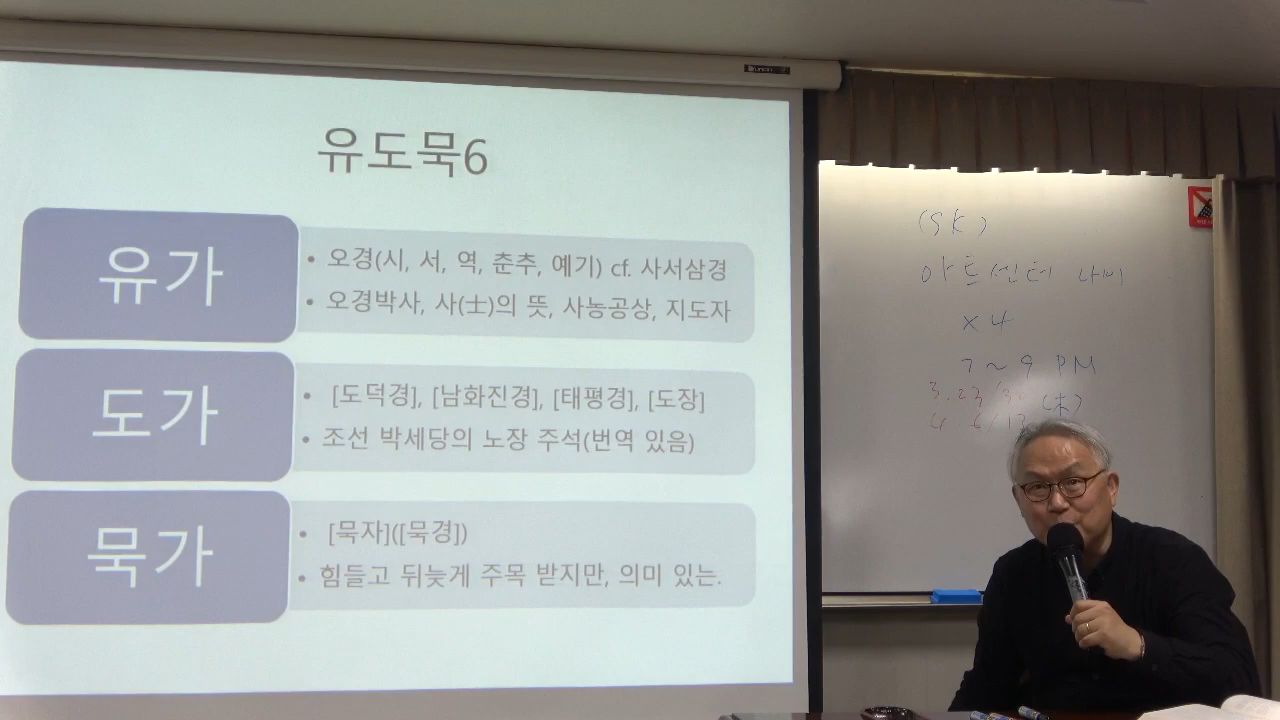 유도묵6
유가
• 오경(시, 서, 역, 춘추, 예기) cf. 사서삼경
• 오경박사, 사(士)의 뜻, 사농공상, 지도자
도가
• [도덕경], [남화진경], [태평경], [도장]
• 조선 박세당의 노장 주석(번역 있음)
묵가
• [묵자]([묵경])
• 힘들고 뒤늦게 주목 받지만, 의미 있는.
(SK)
아트센터 나비
x 4
7~9 PM
3.23/ (木)